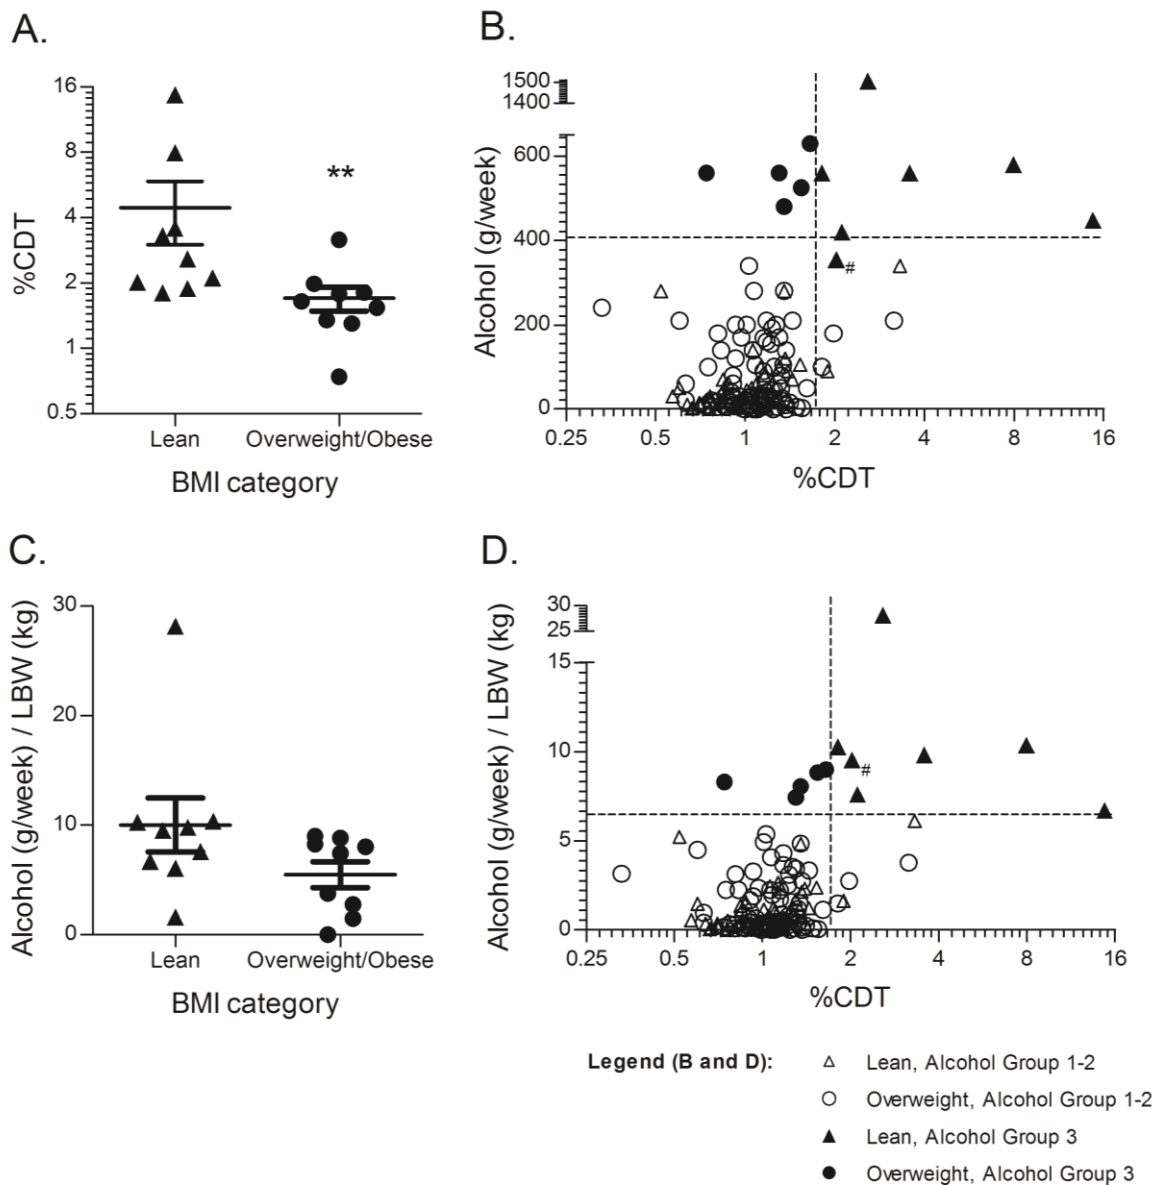 A.
%CDT
16
8
4
2
1
0.5
**
Lean
Overweight/Obese
BMI category
B.
Alcohol (g/week)
1500
1400
600
400
200
0
#
0.25
0.5
1
2
4
8
16
%CDT
C.
Alcohol (g/week) / LBW (kg)
30
20
10
0
Lean
Overweight/Obese
BMI category
D.
Alcohol (g/week) / LBW (kg)
30
25
15
10
5
0
#
0.25
0.5
1
2
4
8
16
%CDT
Legend (B and D):
Lean, Alcohol Group 1-2
Overweight, Alcohol Group 1-2
Lean, Alcohol Group 3
Overweight, Alcohol Group 3